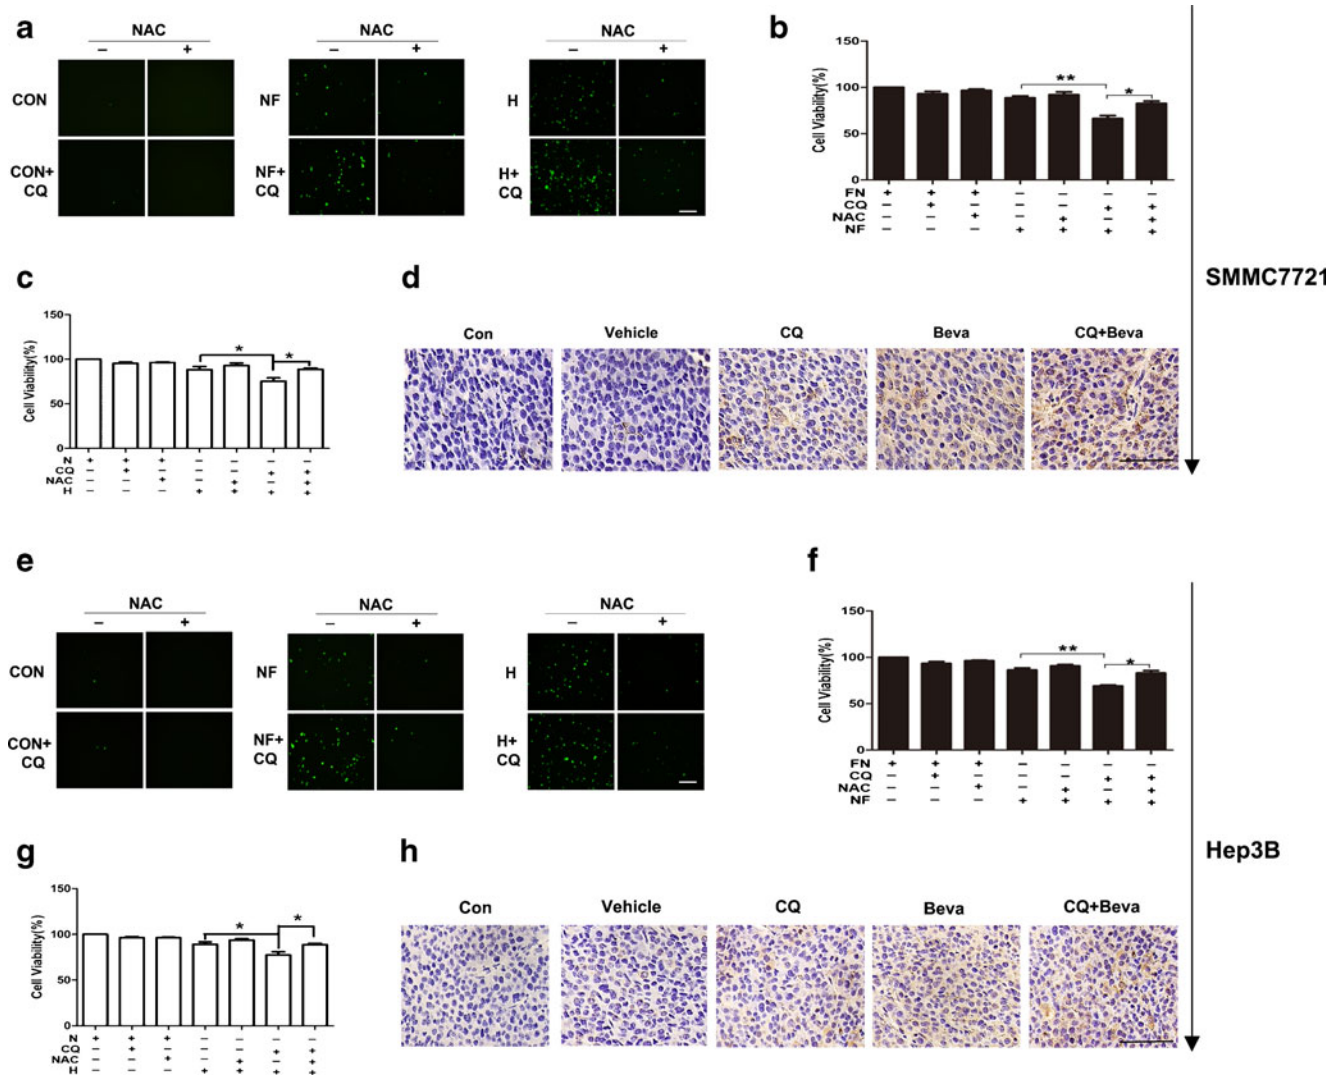 a
NAC
– +
CON
CON+
CQ
NAC
– +
NF
NF+
CQ
NAC
– +
H
H+
CQ
b
150
100
50
0
Cell Viability(%)
** *
FN + + + – – – –
CQ – + – – – + +
NAC – – + – + – +
NF – – – + + + +
SMMC7721
c
150
100
50
0
Cell Viability(%)
* *
N + + + – – – –
CQ – + – – – + +
NAC – – + – + – +
H – – – + + + +
d
Con Vehicle CQ Beva CQ+Beva
e
NAC
– +
CON
CON+
CQ
NAC
– +
NF
NF+
CQ
NAC
– +
H
H+
CQ
f
150
100
50
0
Cell Viability(%)
** *
FN + + + – – – –
CQ – + – – – + +
NAC – – + – + – +
NF – – – + + + +
Hep3B
g
150
100
50
0
Cell Viability(%)
* *
N + + + – – – –
CQ – + – – – + +
NAC – – + – + – +
H – – – + + + +
h
Con Vehicle CQ Beva CQ+Beva